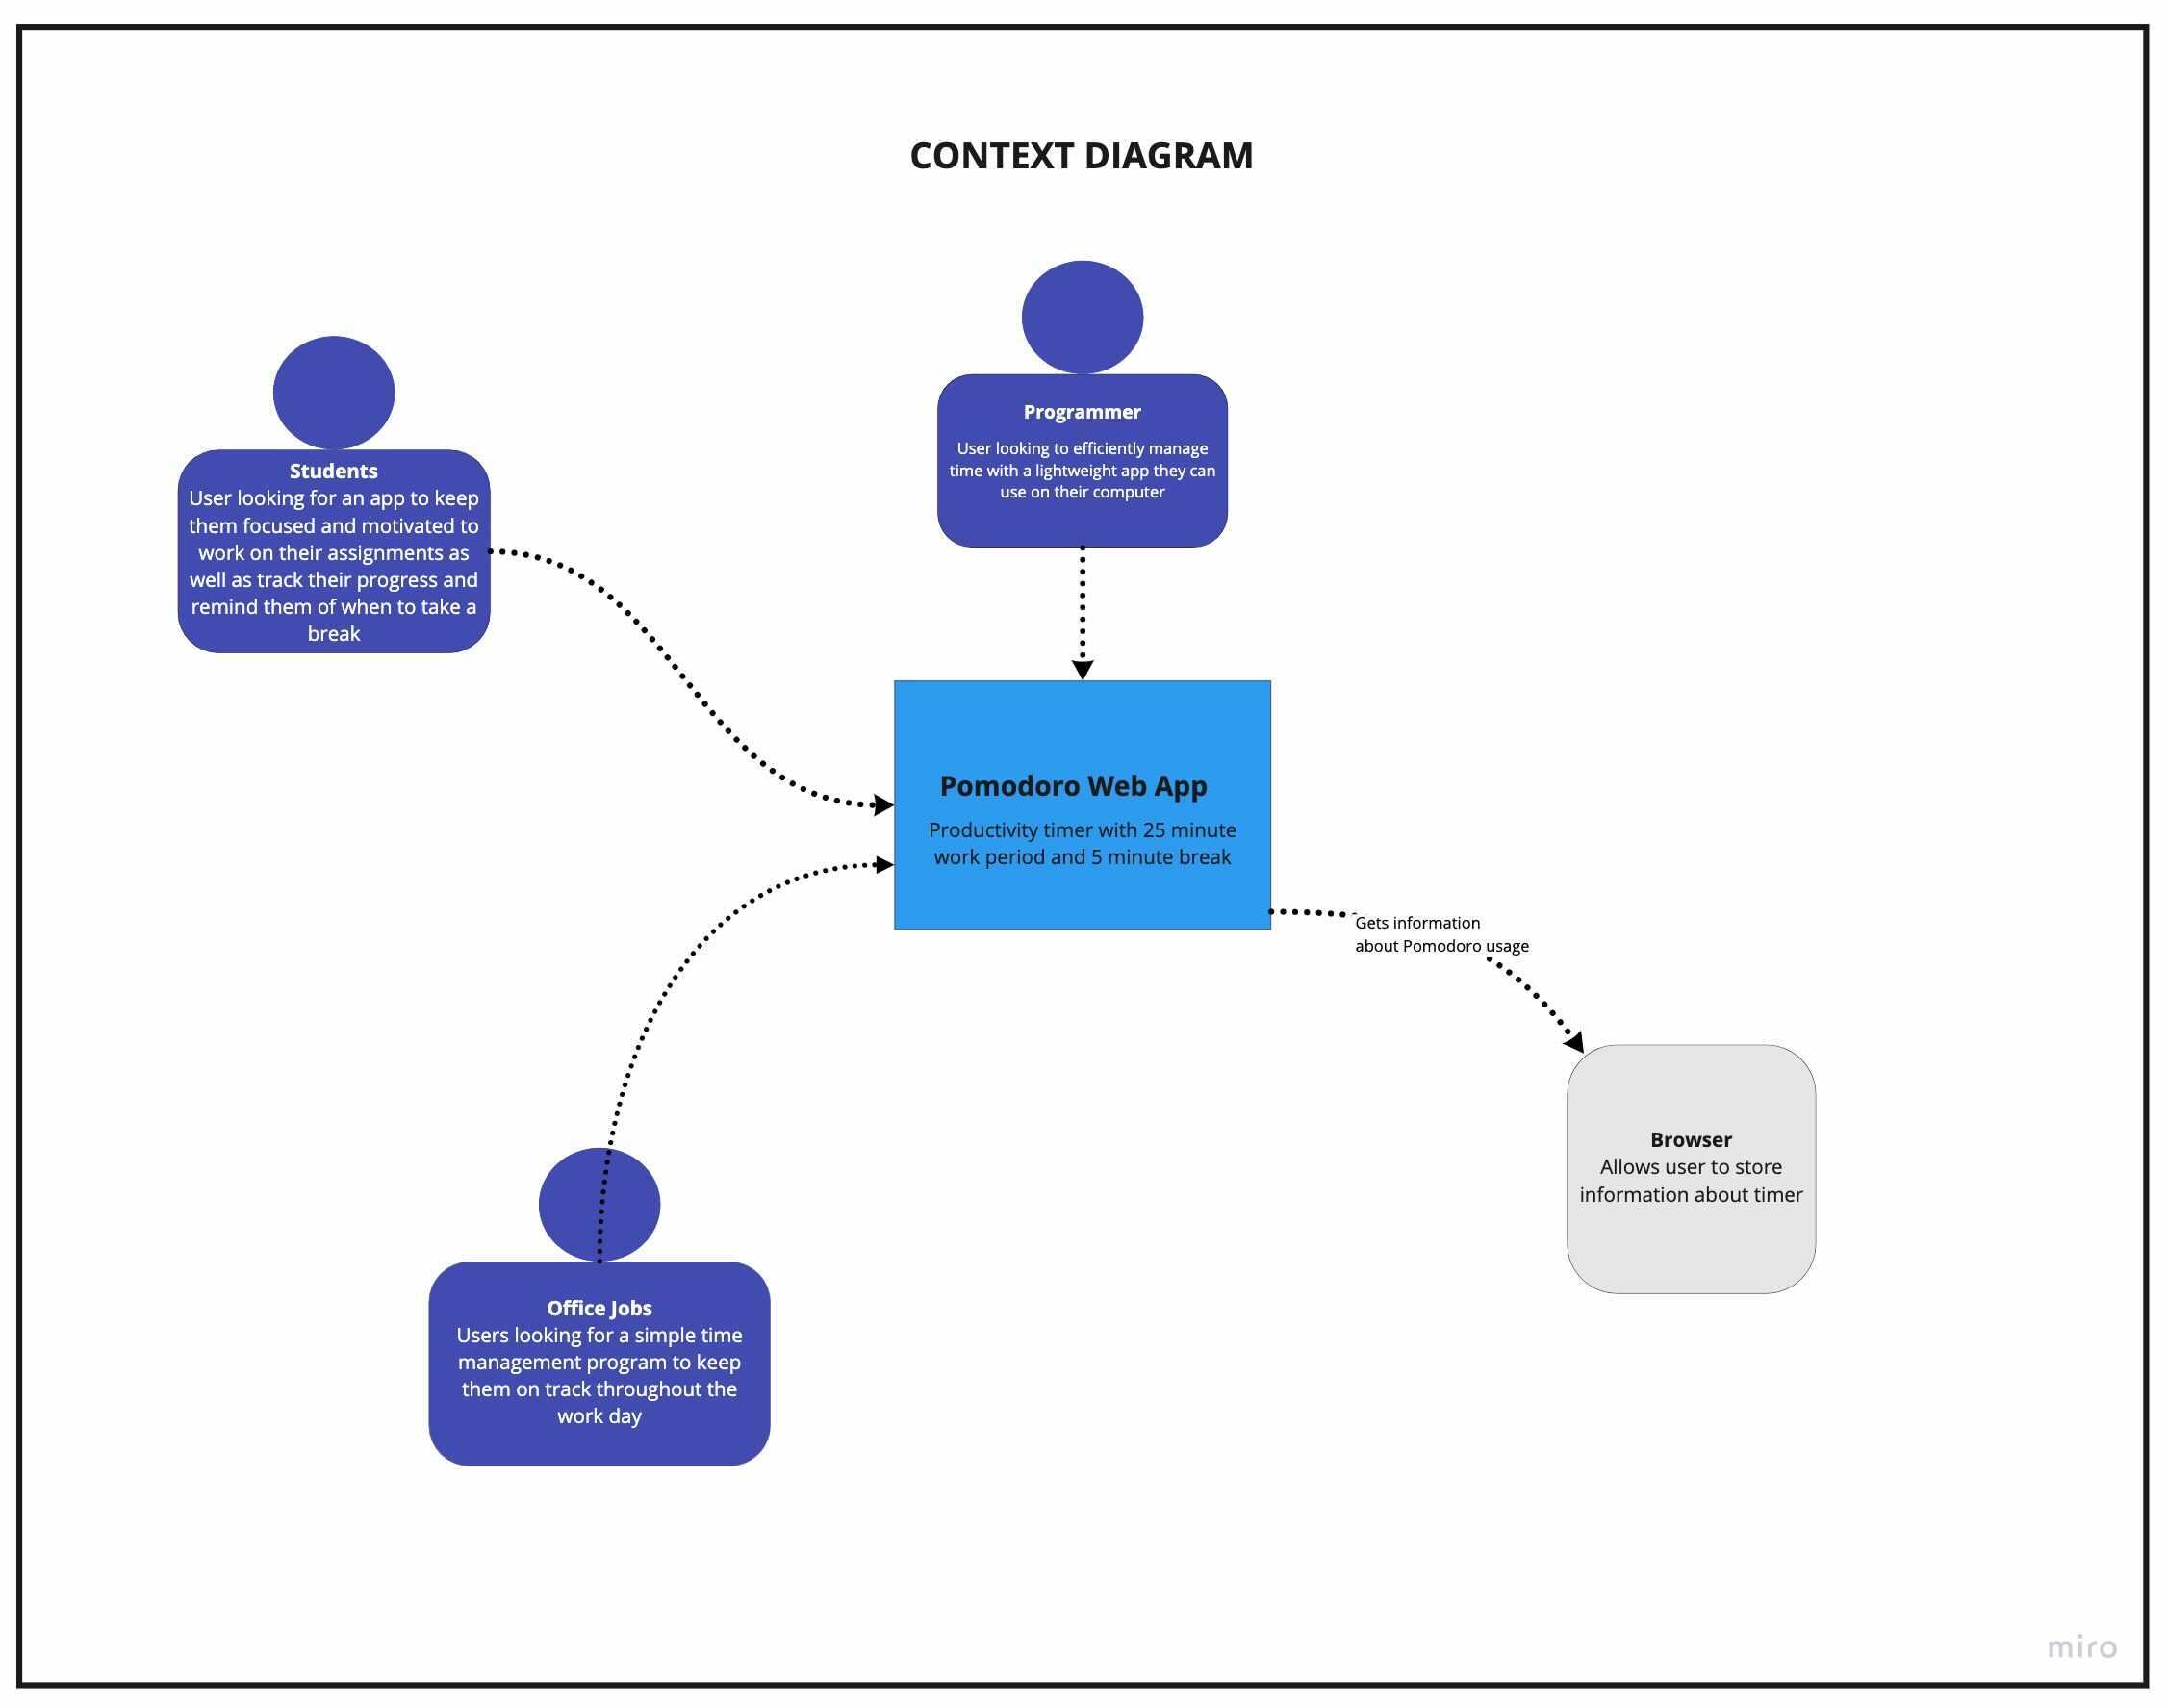 CONTEXT DIAGRAM
Programmer
User looking to efficiently manage
time with a lightweight app they can
use on their computer
Students
User looking for an app to keep
them focused and motivated to
work on their assignments as
well as track their progress and
remind them of when to take a
break
Pomodoro Web App
Productivity timer with 25 minute
work period and 5 minute break
Gets information
about Pomodoro usage
Browser
Allows user to store
information about timer
Office Jobs
Users looking for a simple time
management program to keep
them on track throughout the
work day
miro